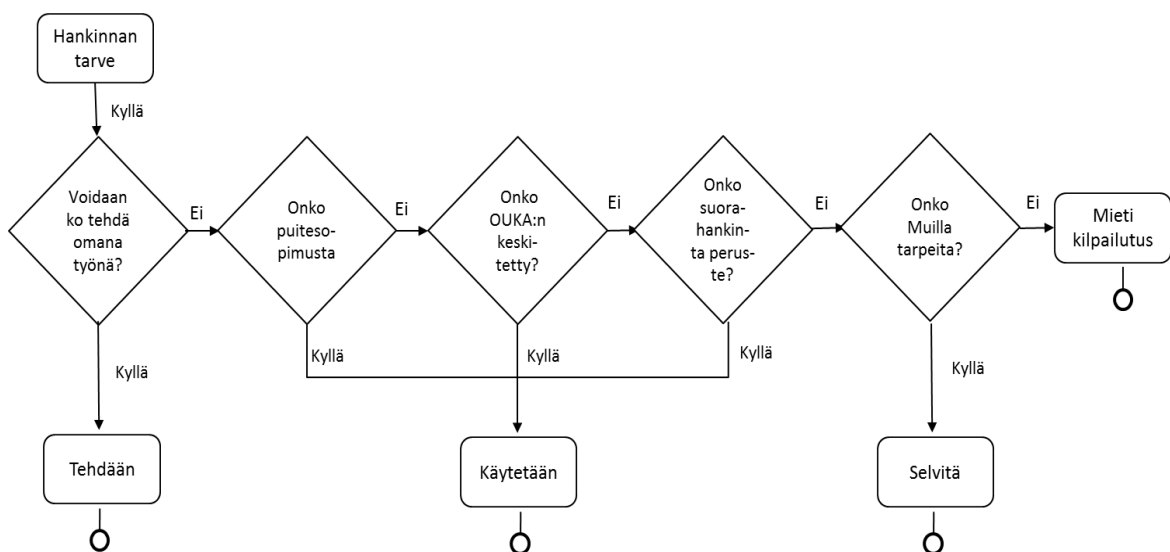 Hankinnan
tarve
Kyllä
Voidaan
ko tehdä
omana
työnä?
Ei
Onko
puiteso-
pimusta
Ei
Onko
OUKA:n
keski-
tetty?
Ei
Onko
suora-
hankin-
ta perus-
te?
Ei
Onko
Muilla
tarpeita?
Ei
Mieti
kilpailutus
Kyllä
Kyllä
Kyllä
Kyllä
Kyllä
Tehdään
Käytetään
Selvitä